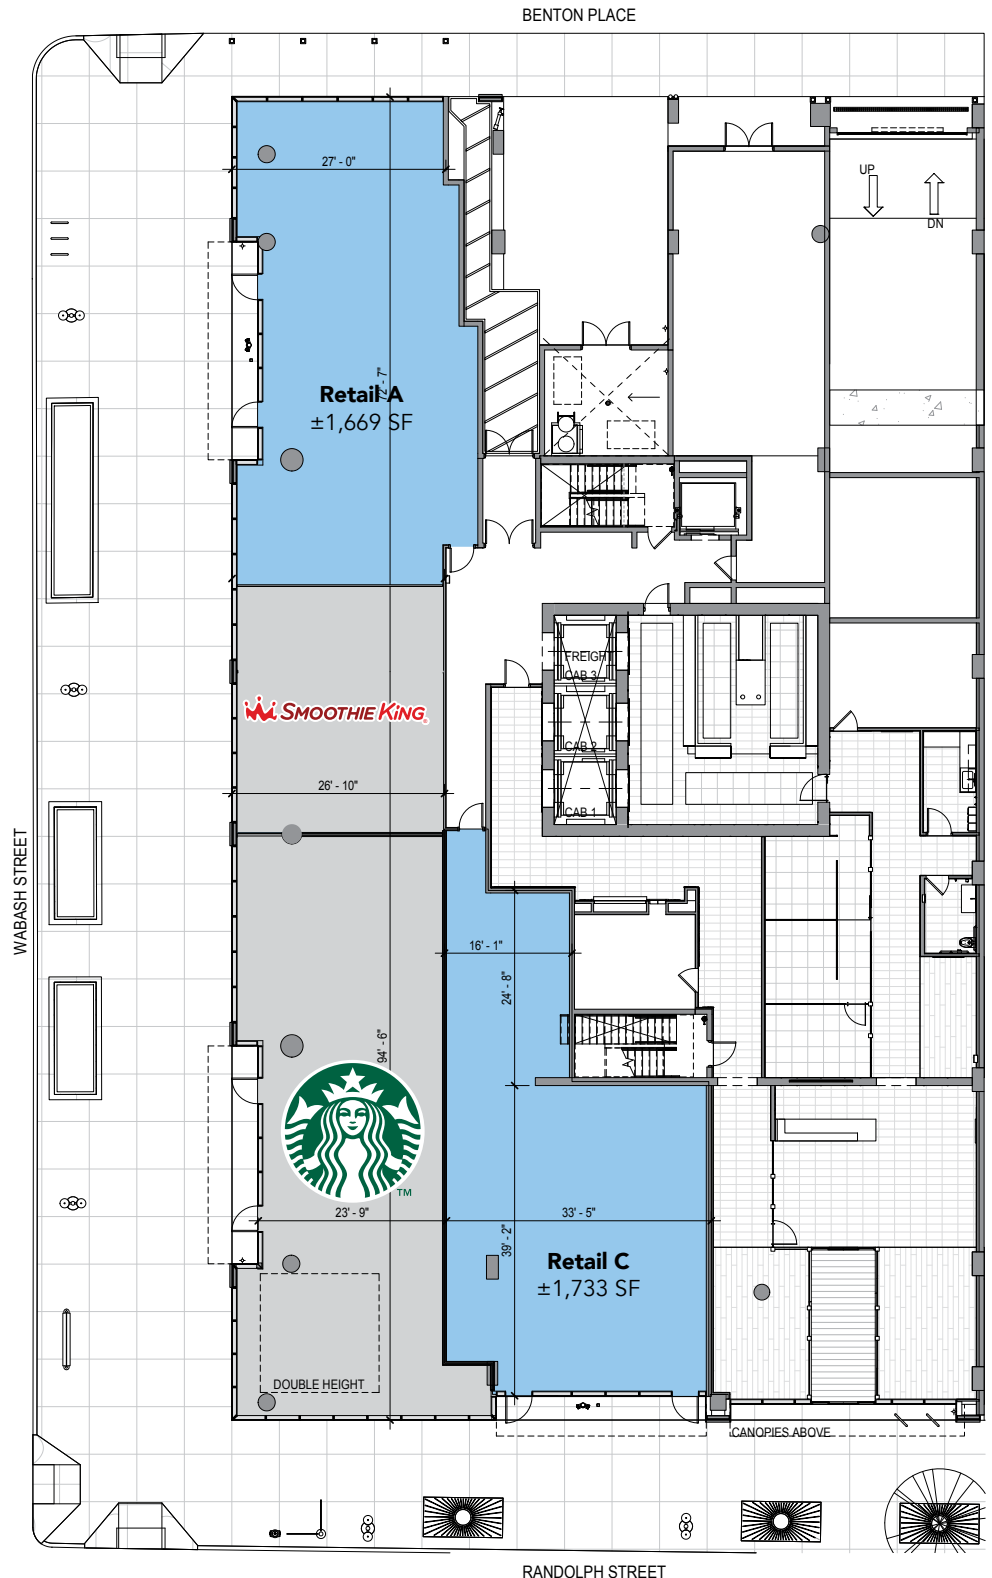 BENTON PLACE
27' - 0"
UP
DN
72' - 7"
Retail A
±1,669 SF
FREIGHT
CAB 3
SMOOTHIE KING
CAB 2
26' - 10"
CAB 1
WABASH STREET
16' - 1"
24' - 8"
94' - 6"
TM
23' - 9"
33' - 5"
39' - 2"
Retail C
±1,733 SF
DOUBLE HEIGHT
CANOPIES ABOVE
RANDOLPH STREET